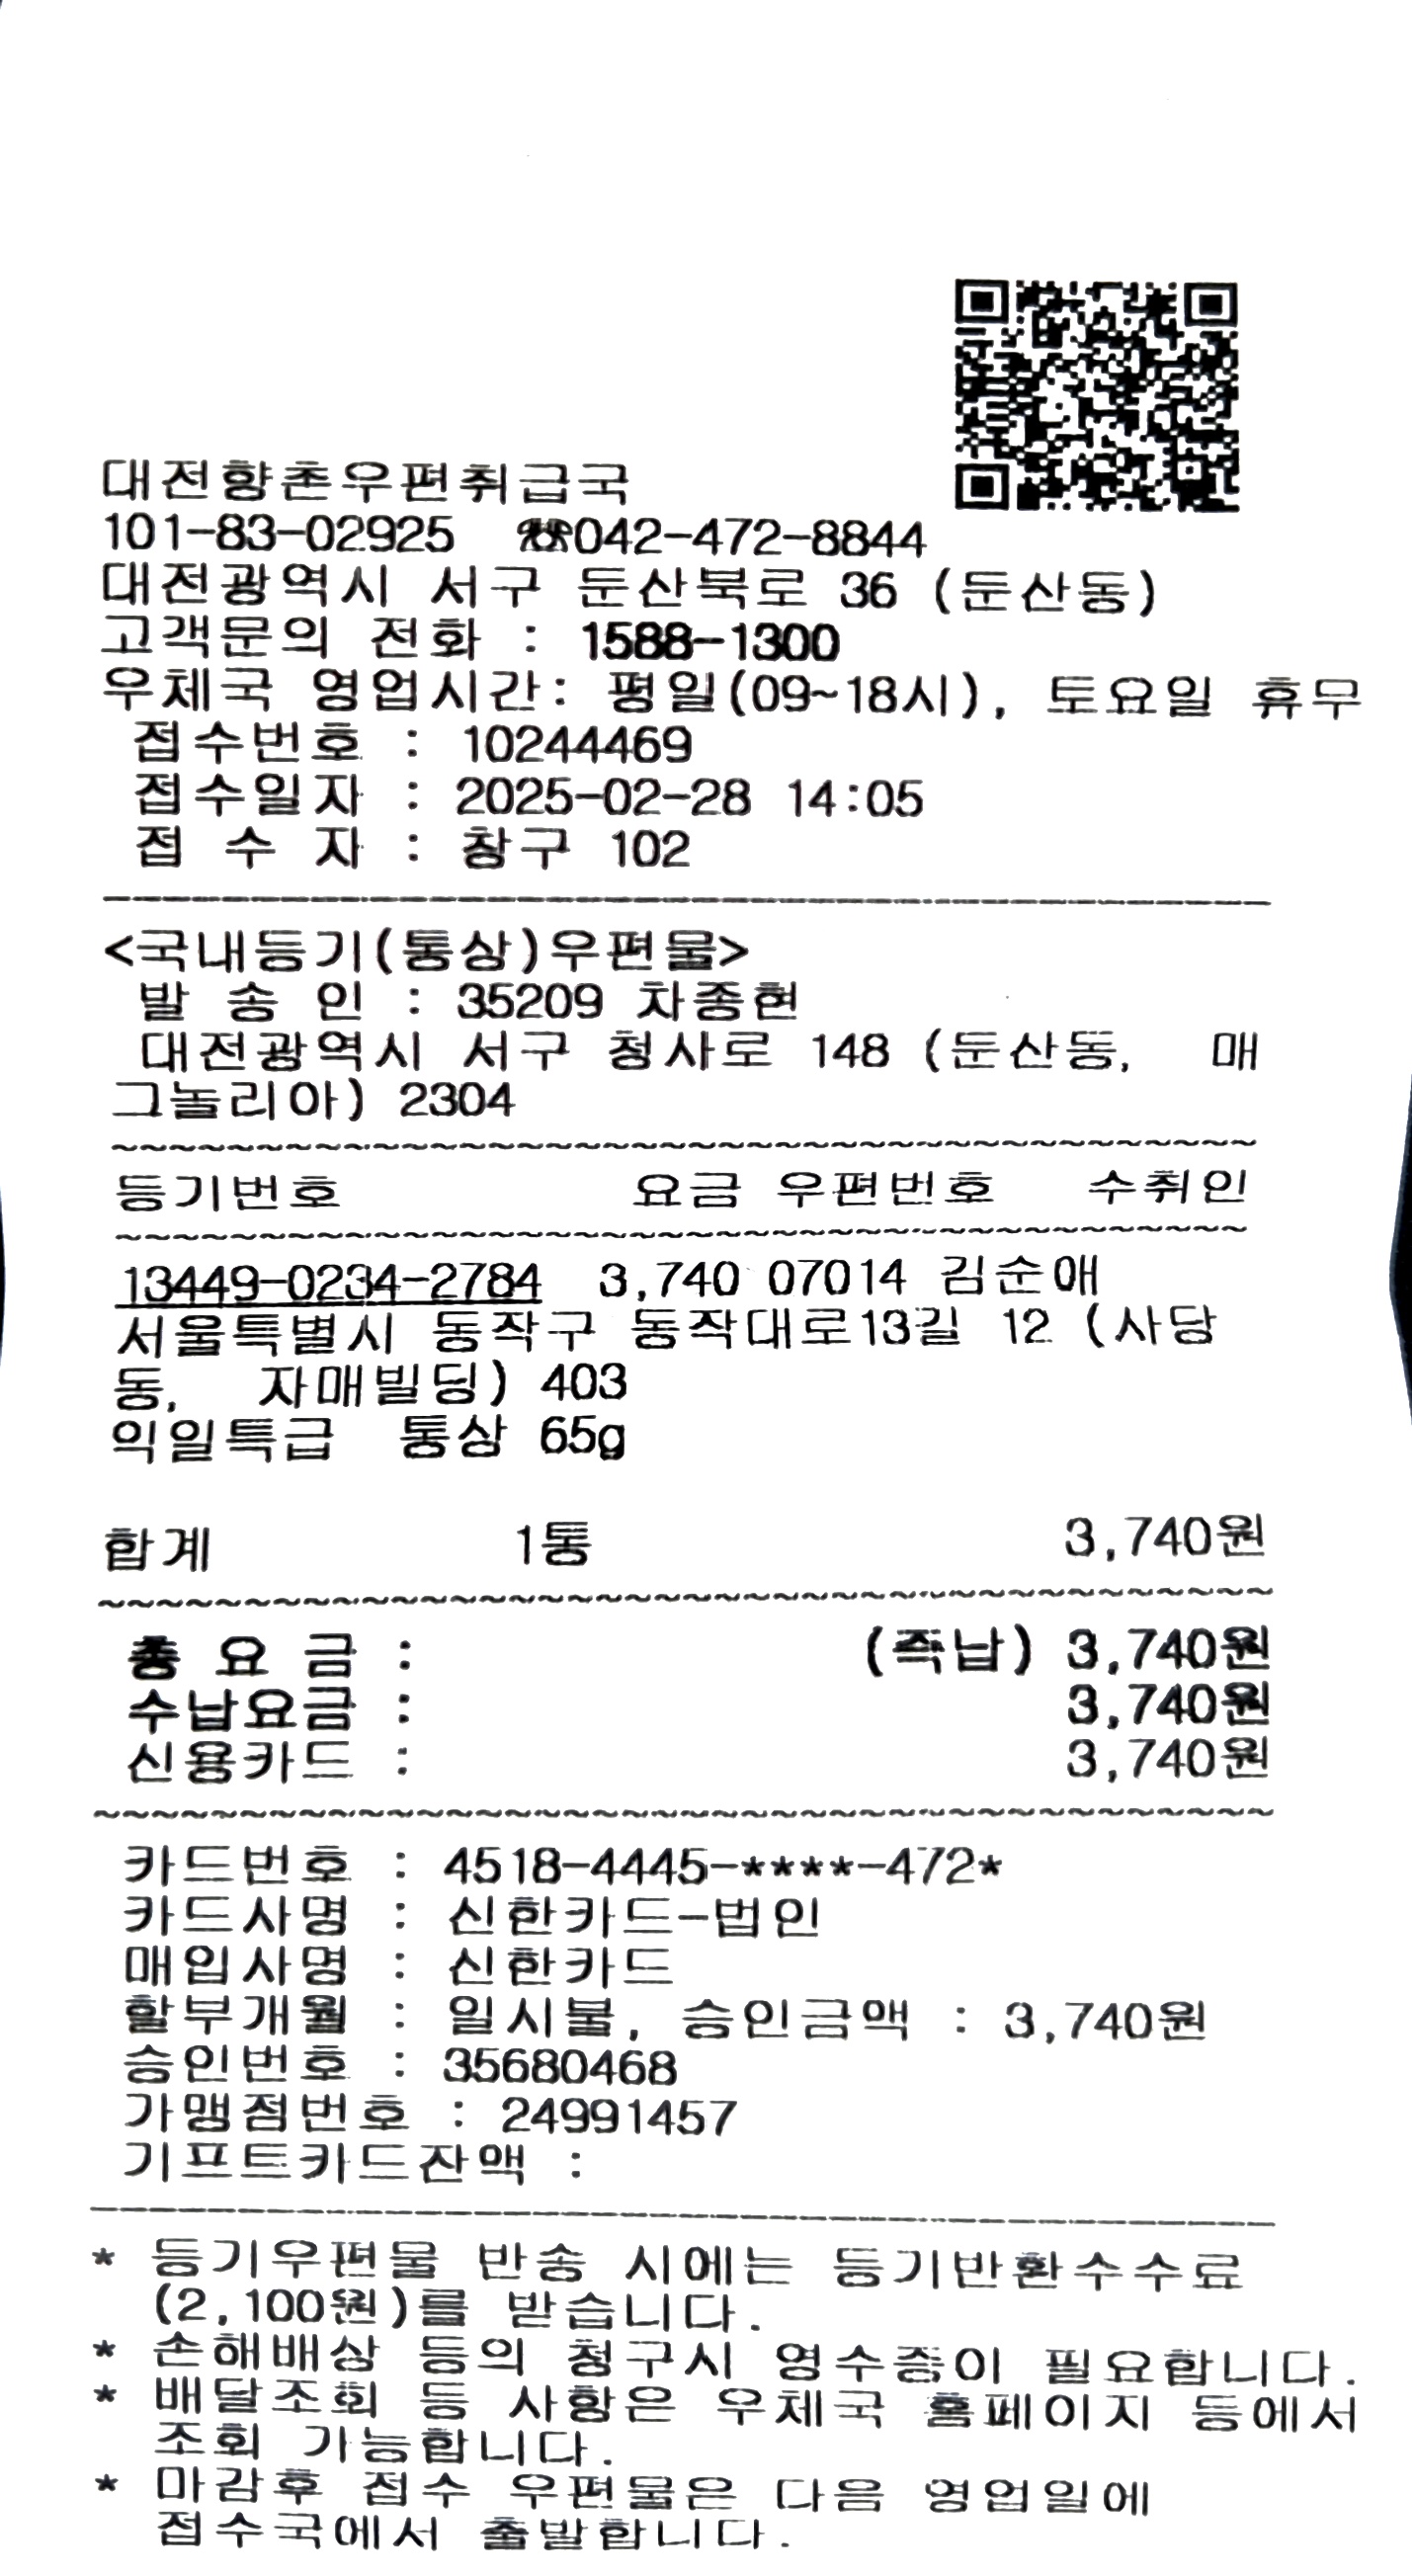 대전향촌우편취급국
101-83-02925 ☎042-472-8844
대전광역시 서구 둔산북로 36 (둔산동)
고객문의 전화 : 1588-1300
우체국 영업시간: 평일(09~18시), 토요일 휴무
접수번호 : 10244469
접수일자 : 2025-02-28 14:05
접 수 자 : 창구 102
<국내등기(통상)우편물>
발 송 인 : 35209 차종현
대전광역시 서구 청사로 148 (둔산동, 매
그놀리아) 2304
등기번호 요금 우편번호 수취인
13449-0234-2784 3,740 07014 김순애
서울특별시 동작구 동작대로13길 12 (사당
동, 자매빌딩) 403
익일특급 통상 65g
합계 1통 3,740원
총 요 금 : (즉납) 3,740원
수납요금 : 3,740원
신용카드 : 3,740원
카드번호 : 4518-4445-****-472*
카드사명 : 신한카드-법인
매입사명 : 신한카드
할부개월 : 일시불, 승인금액 : 3,740원
승인번호 : 35680468
가맹점번호 : 24991457
기프트카드잔액 :
* 등기우편물 반송 시에는 등기반환수수료
(2,100원)를 받습니다.
* 손해배상 등의 청구시 영수증이 필요합니다.
* 배달조회 등 사항은 우체국 홈페이지 등에서
조회 가능합니다.
* 마감후 접수 우편물은 다음 영업일에
접수국에서 출발합니다.